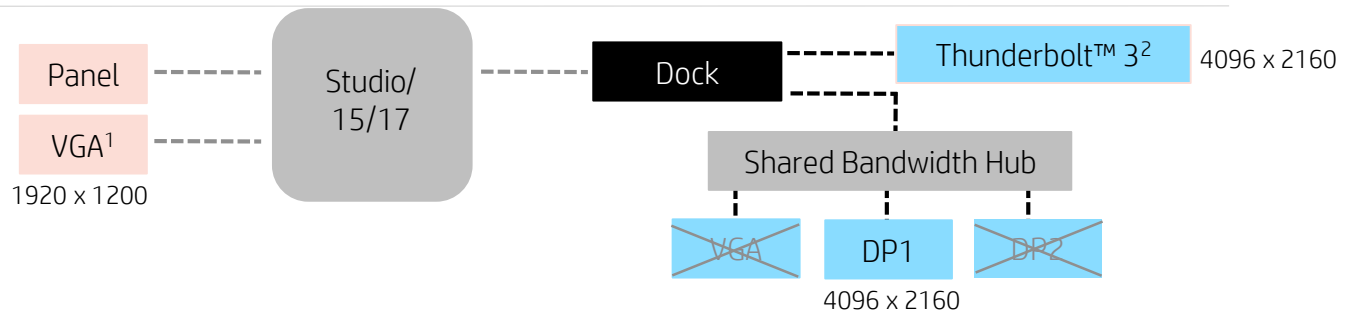 Panel
VGA¹
1920 x 1200
Studio/
15/17
Dock
Thunderbolt™ 3²
4096 x 2160
Shared Bandwidth Hub
VGA
DP1
DP2
4096 x 2160